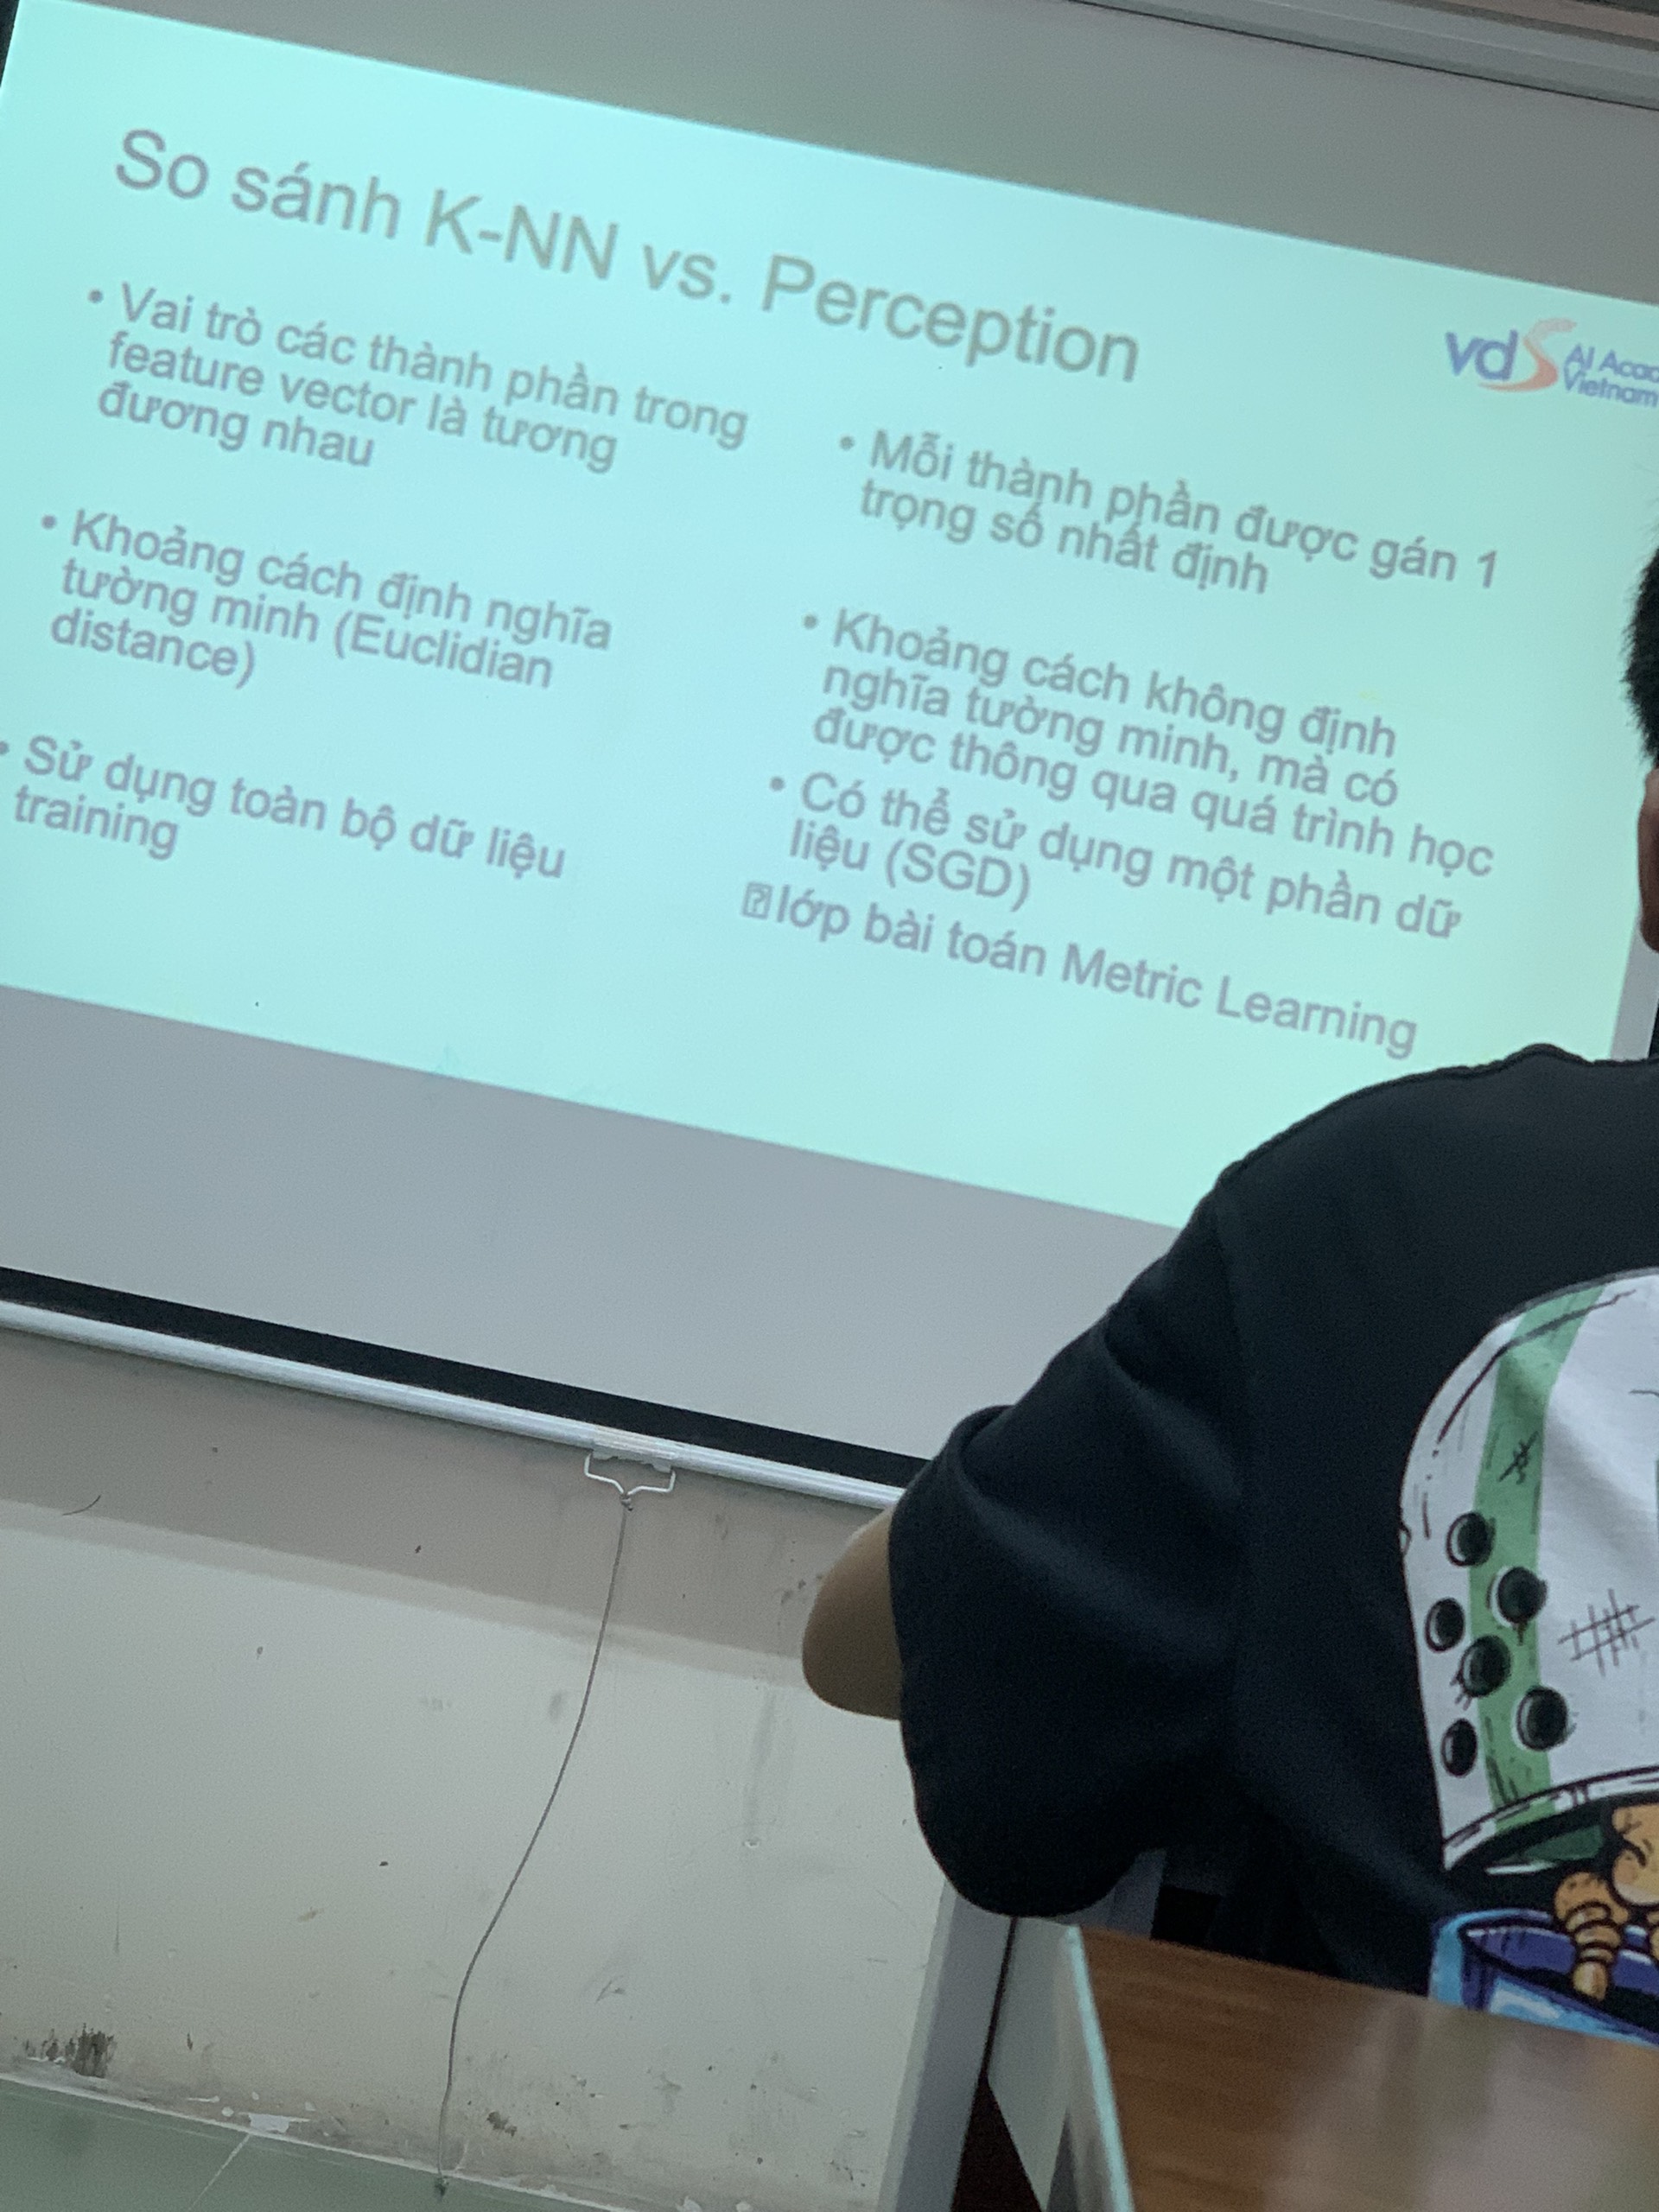 So sánh K-NN vs. Perception
vds
AI
Vietnam
• Vai trò các thành phần trong
feature vector là tương
đương nhau
• Khoảng cách định nghĩa
tường minh (Euclidian
distance)
• Sử dụng toàn bộ dữ liệu
training
• Mỗi thành phần được gán 1
trọng số nhất định
• Khoảng cách không định
nghĩa tường minh, mà có
được thông qua quá trình học
• Có thể sử dụng một phần dữ
liệu (SGD)
lớp bài toán Metric Learning